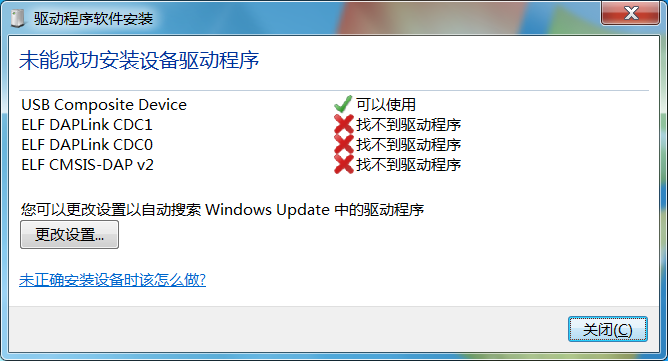 驱动程序软件安装
未能成功安装设备驱动程序
USB Composite Device 可以使用
ELF DAPLink CDC1 找不到驱动程序
ELF DAPLink CDC0 找不到驱动程序
ELF CMSIS-DAP v2 找不到驱动程序
您可以更改设置以自动搜索 Windows Update 中的驱动程序
更改设置...
未正确安装设备时该怎么做?
关闭(C)